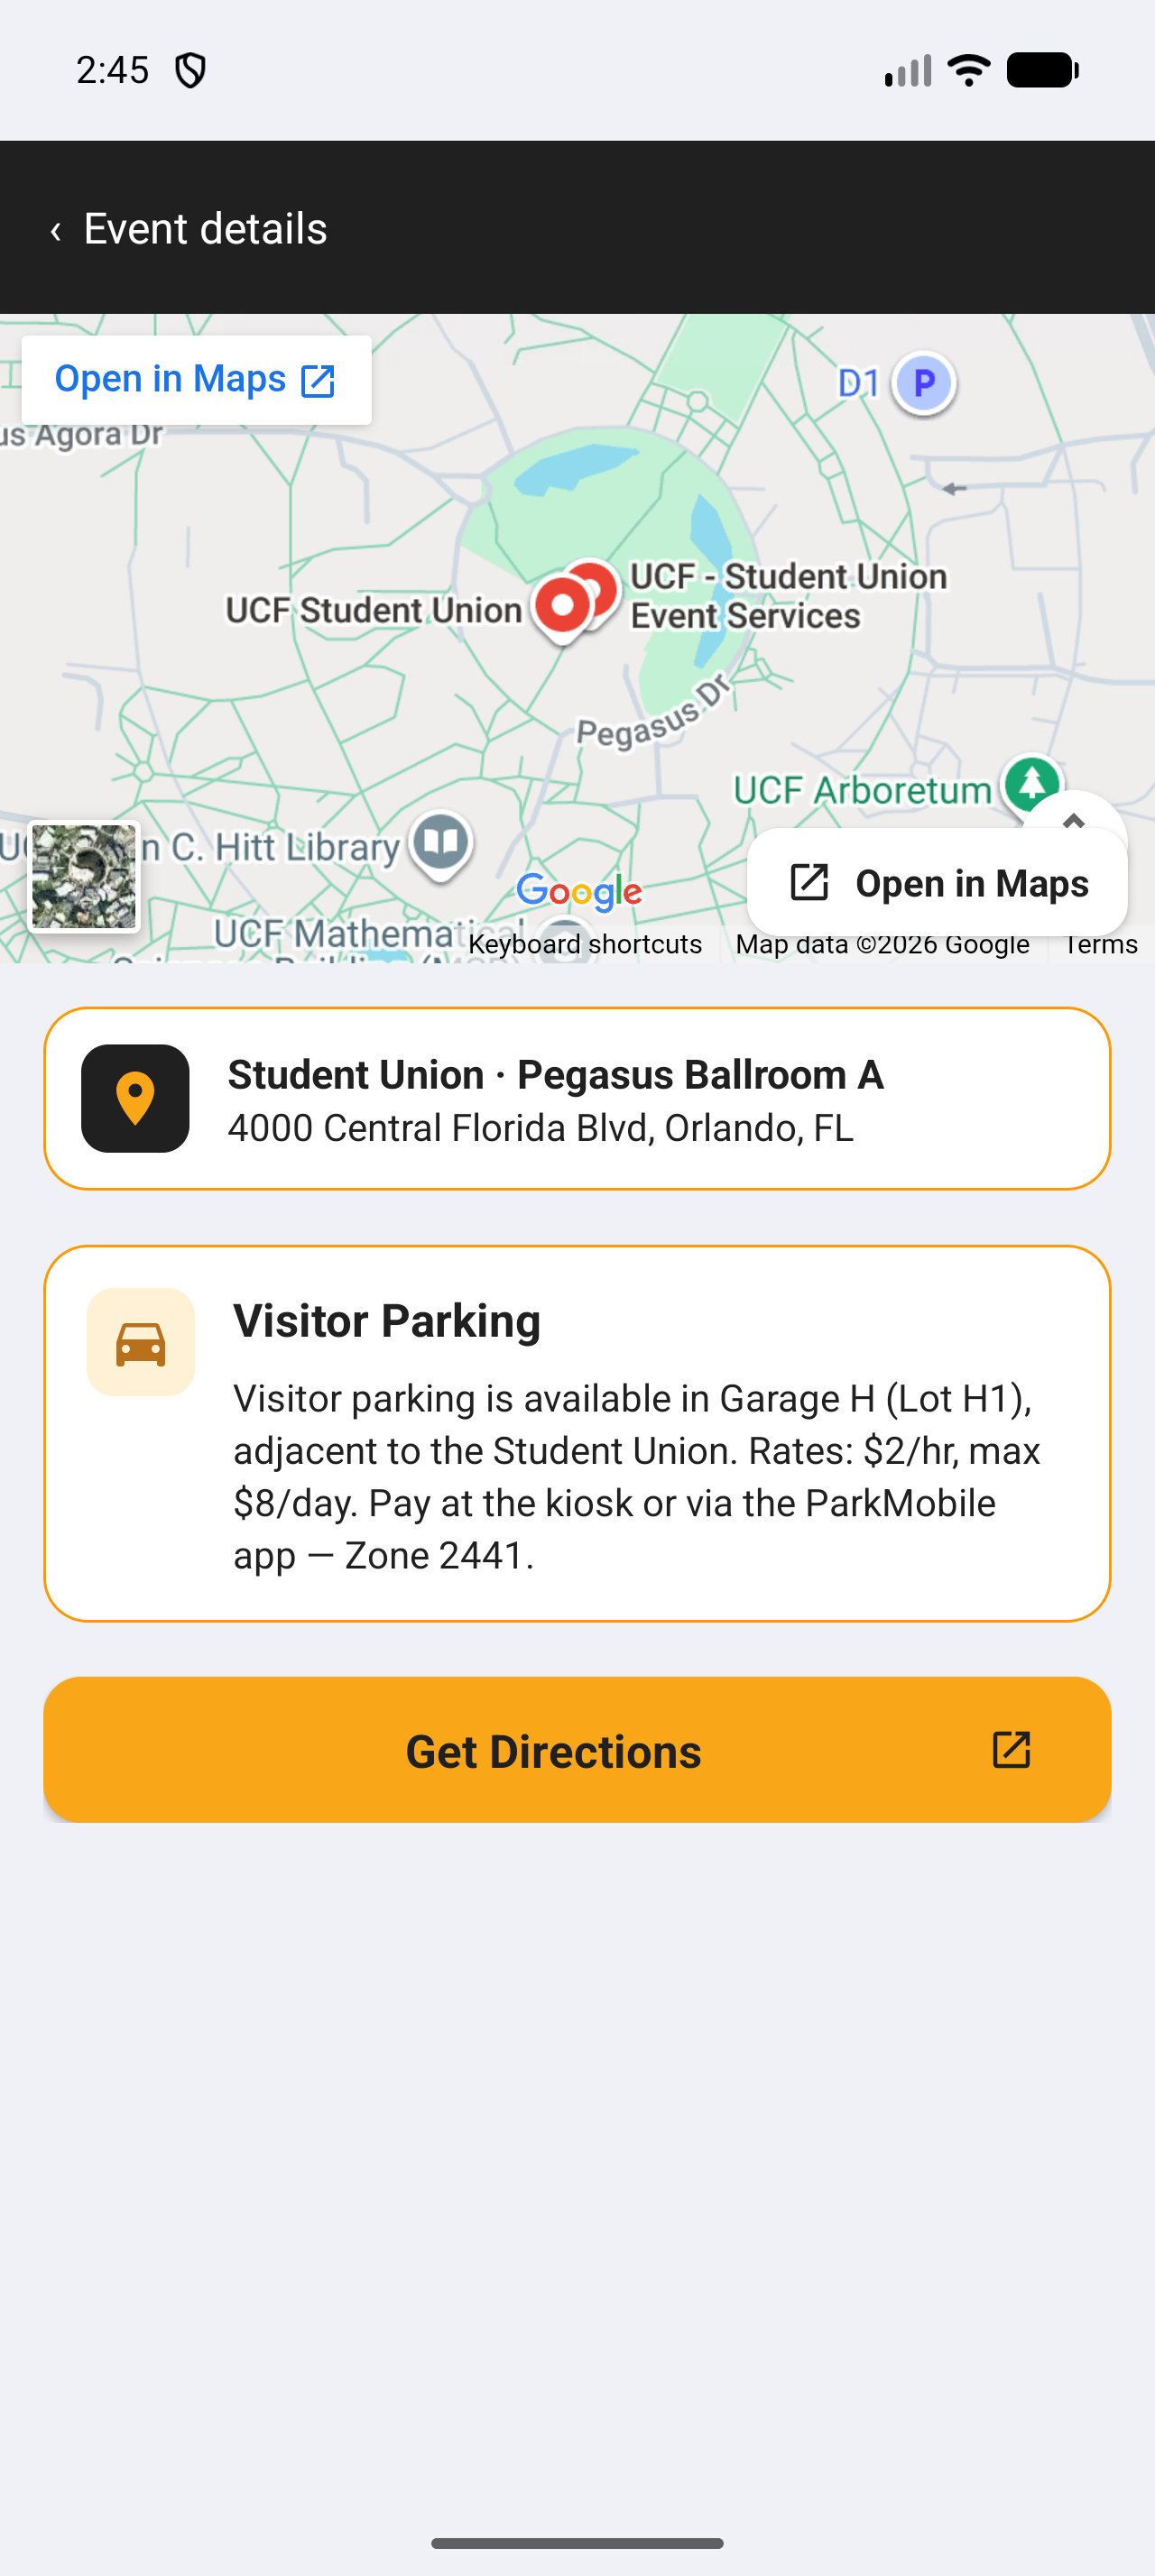 2:45
‹ Event details
Open in Maps
D1 P
us Agora Dr
UCF Student Union
UCF - Student Union
Event Services
Pegasus Dr
UCF Arboretum
n C. Hitt Library
Google
Open in Maps
UCF Mathematical
Keyboard shortcuts
Map data ©2026 Google
Terms
Student Union · Pegasus Ballroom A
4000 Central Florida Blvd, Orlando, FL
Visitor Parking
Visitor parking is available in Garage H (Lot H1),
adjacent to the Student Union. Rates: $2/hr, max
$8/day. Pay at the kiosk or via the ParkMobile
app — Zone 2441.
Get Directions